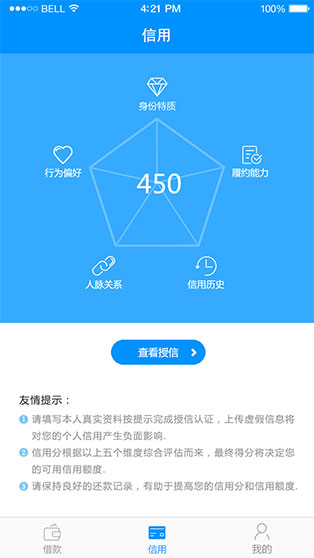 BELL 4:21 PM 100%
信用
身份特质
行为偏好
履约能力
450
人脉关系
信用历史
查看授信
友情提示：
1 请填写本人真实资料按提示完成授信认证，上传虚假信息将
对您的个人信用产生负面影响.
2 信用分根据以上五个维度综合评估而来，最终得分将决定您
的可用信用额度.
3 请保持良好的还款记录，有助于提高您的信用分和信用额度.
借款 信用 我的